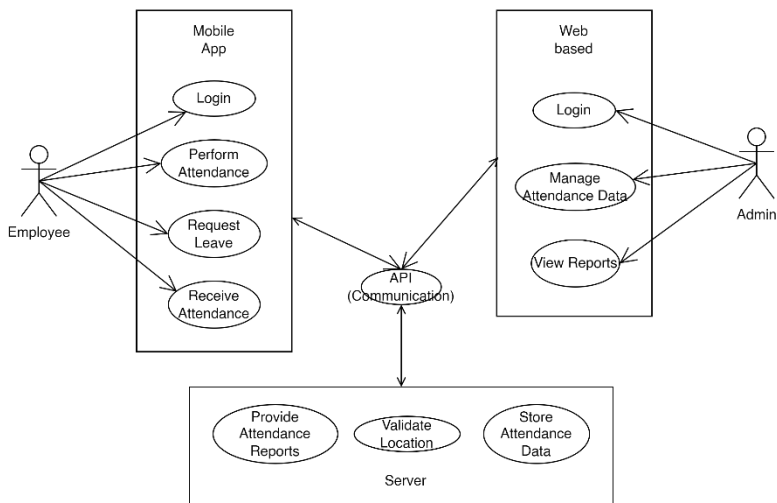 Mobile
App
Login
Perform
Attendance
Request
Leave
Receive
Attendance
Employee
Web
based
Login
Manage
Attendance Data
View Reports
Admin
API
(Communication)
Provide
Attendance
Reports
Validate
Location
Store
Attendance
Data
Server